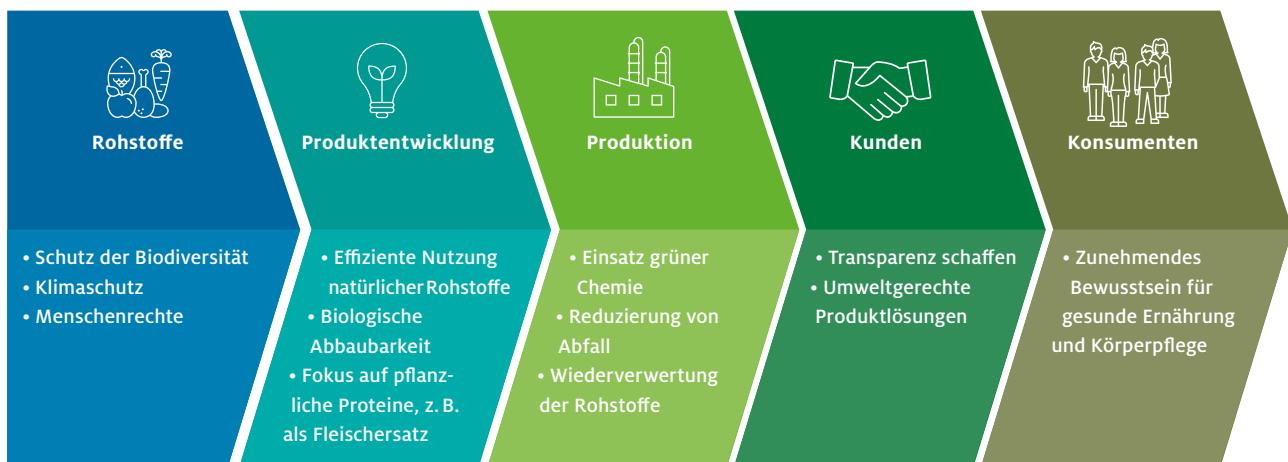 Rohstoffe
• Schutz der Biodiversität
• Klimaschutz
• Menschenrechte
Produktentwicklung
• Effiziente Nutzung
natürlicher Rohstoffe
• Biologische
Abbaubarkeit
• Fokus auf pflanz-
liche Proteine, z. B.
als Fleischersatz
Produktion
• Einsatz grüner
Chemie
• Reduzierung von
Abfall
• Wiederverwertung
der Rohstoffe
Kunden
• Transparenz schaffen
• Umweltgerechte
Produktlösungen
Konsumenten
• Zunehmendes
Bewusstsein für
gesunde Ernährung
und Körperpflege